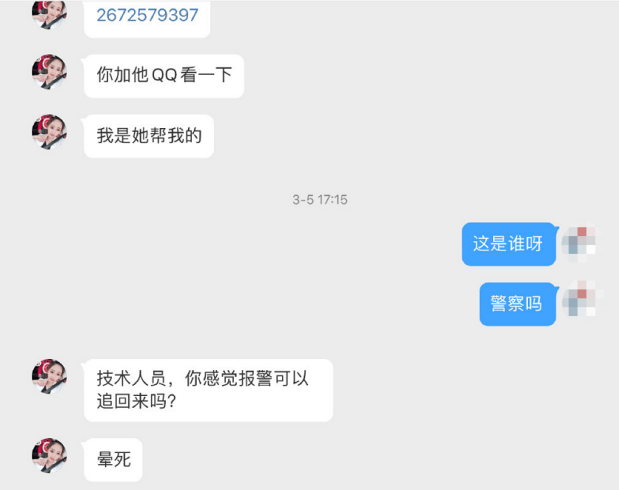 2672579397
你加他QQ看一下
我是她帮我的
3-5 17:15
这是谁呀
警察吗
技术人员，你感觉报警可以
追回来吗?
晕死